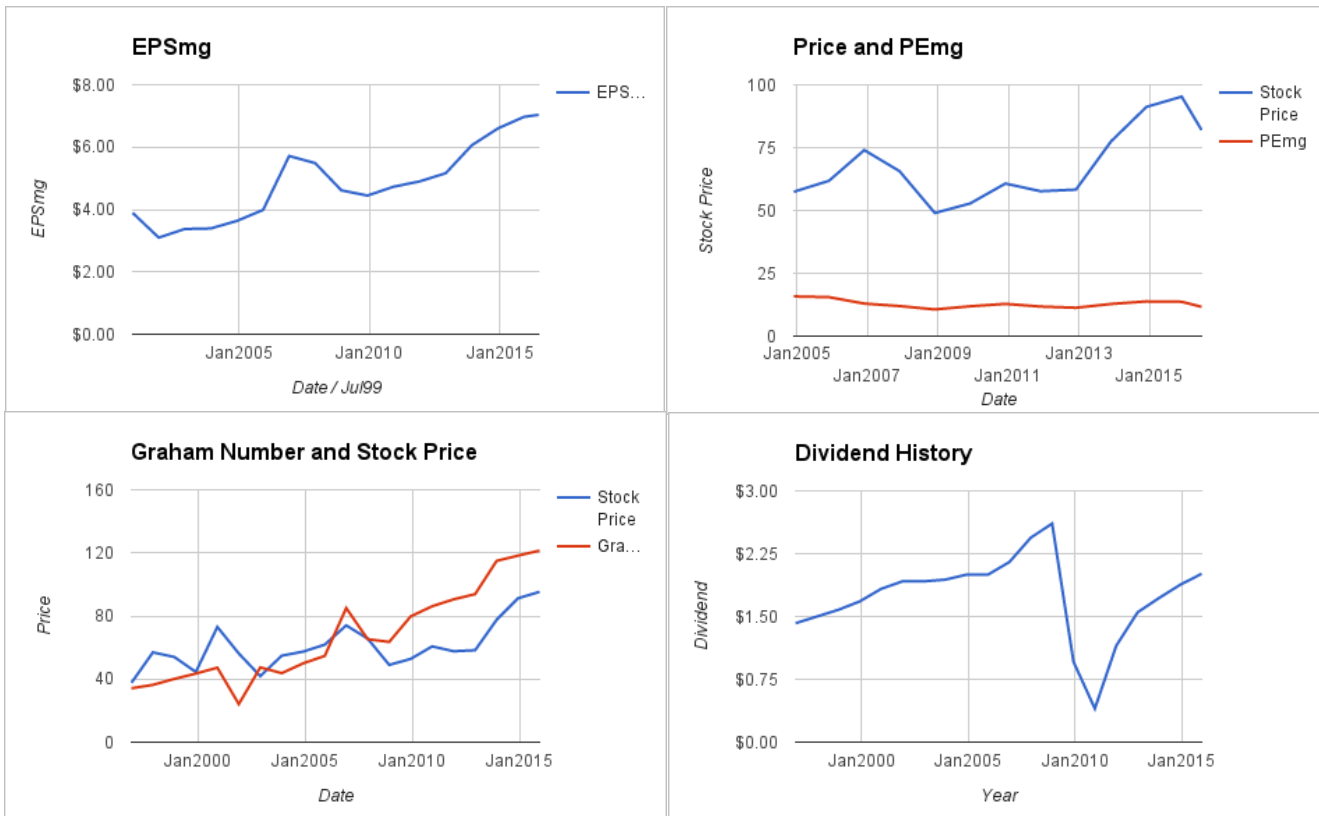 EPSmg
$8.00
$6.00
$4.00
$2.00
$0.00
EPSmg
Jan2005
Jan2010
Jan2015
Date / Jul99
EPS...
Price and PEmg
100
75
50
25
0
Stock Price
Jan2005
Jan2009
Jan2013
Jan2007
Jan2011
Jan2015
Date
Stock
Price
PEmg
Graham Number and Stock Price
160
120
80
40
0
Price
Jan2000
Jan2005
Jan2010
Jan2015
Date
Stock
Price
Gra...
Dividend History
$3.00
$2.25
$1.50
$0.75
$0.00
Dividend
Jan2000
Jan2005
Jan2010
Jan2015
Year